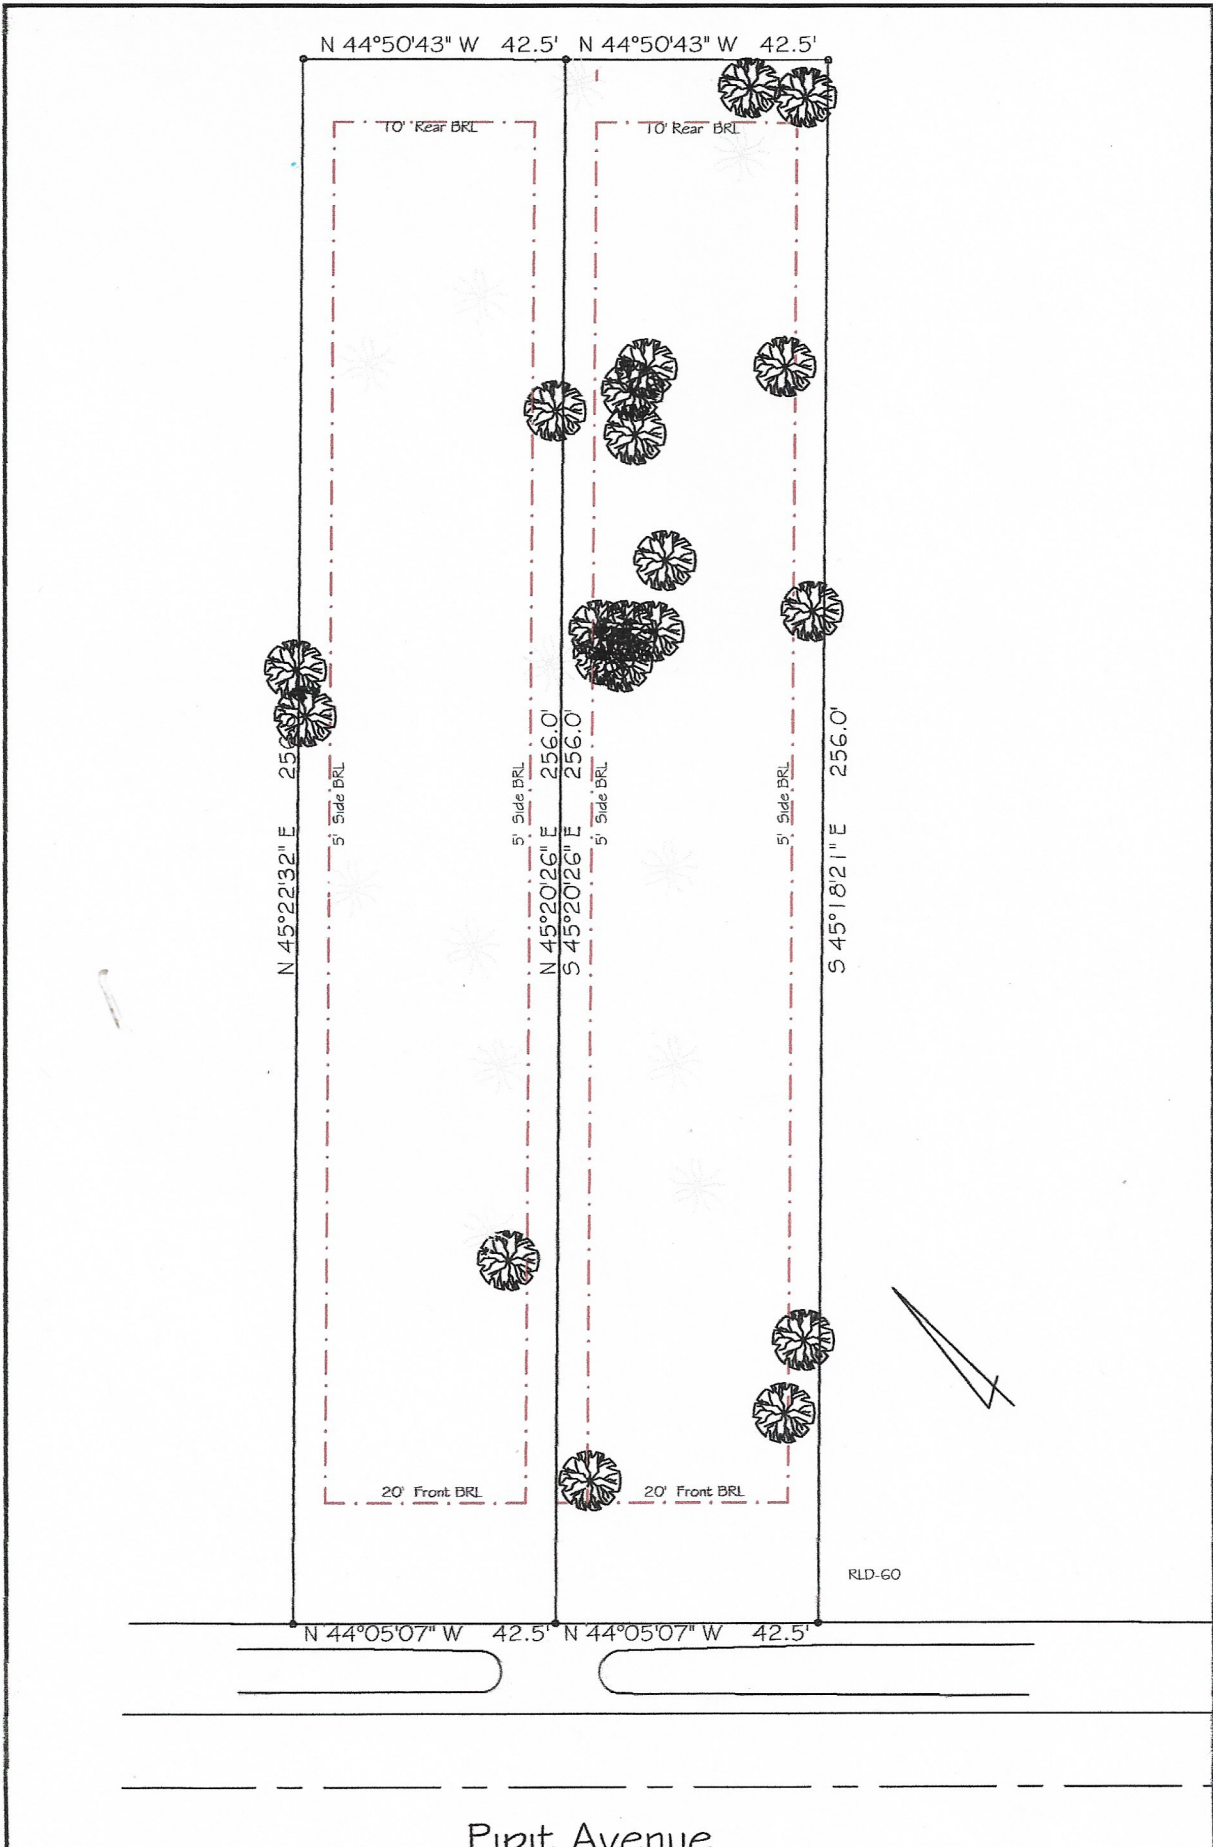 N 44°50'43" W 42.5' N 44°50'43" W 42.5'
10' Rear BRL
10' Rear BRL
N 45°22'32" E 256
5' Side BRL
5' Side BRL
N 45°20'26" E 256.0'
S 45°20'26" E 256.0'
5' Side BRL
5' Side BRL
S 45°18'21" E 256.0'
20' Front BRL
20' Front BRL
RLD-60
N 44°05'07" W 42.5' N 44°05'07" W 42.5'
Pipit Avenue